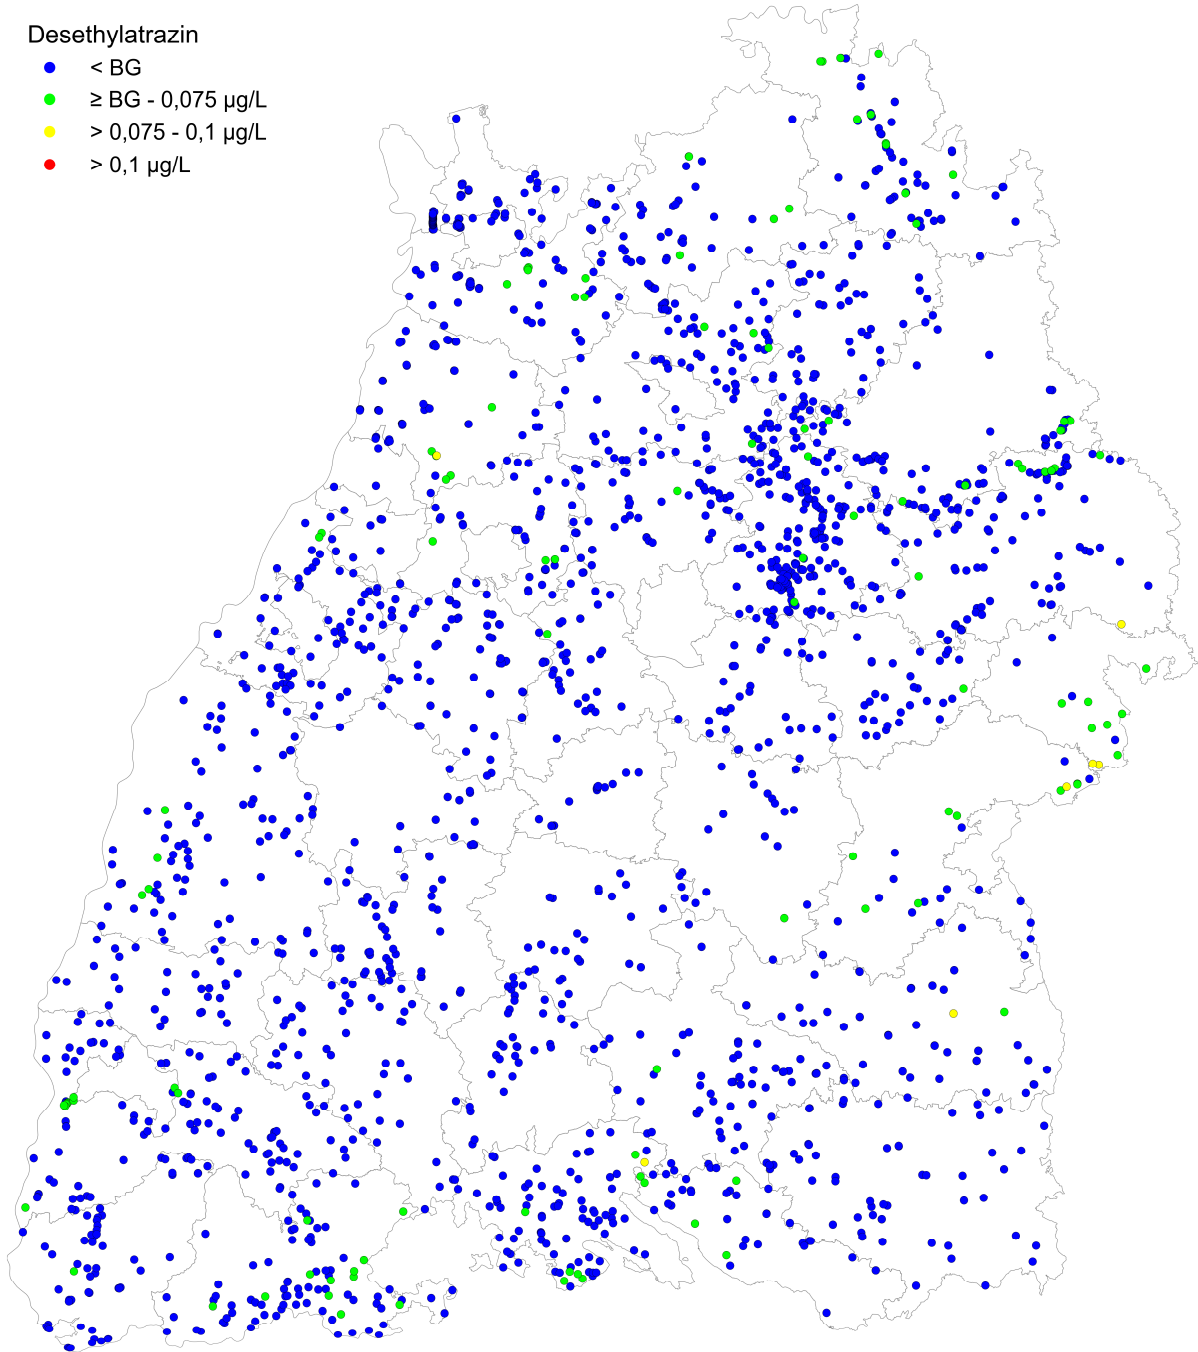 Desethylatrazin
< BG
≥ BG - 0,075 µg/L
> 0,075 - 0,1 µg/L
> 0,1 µg/L